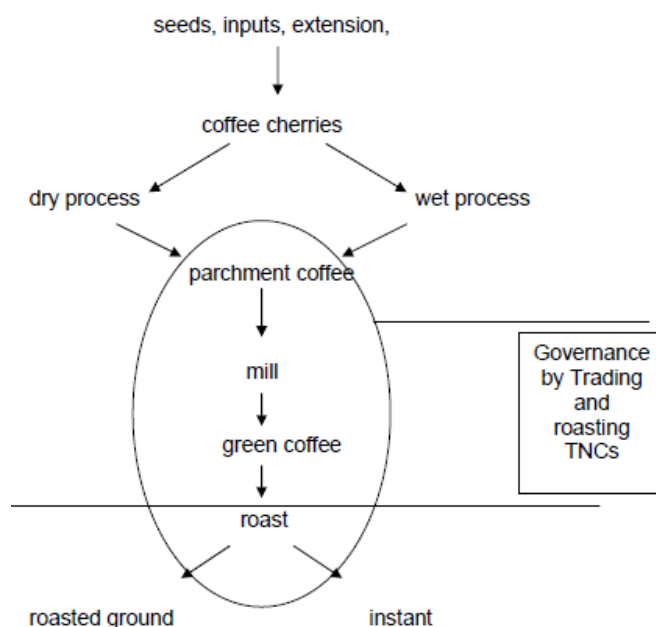 seeds, inputs, extension,
coffee cherries
dry process
wet process
parchment coffee
mill
green coffee
roast
roasted ground
instant
Governance
by Trading
and
roasting
TNCs